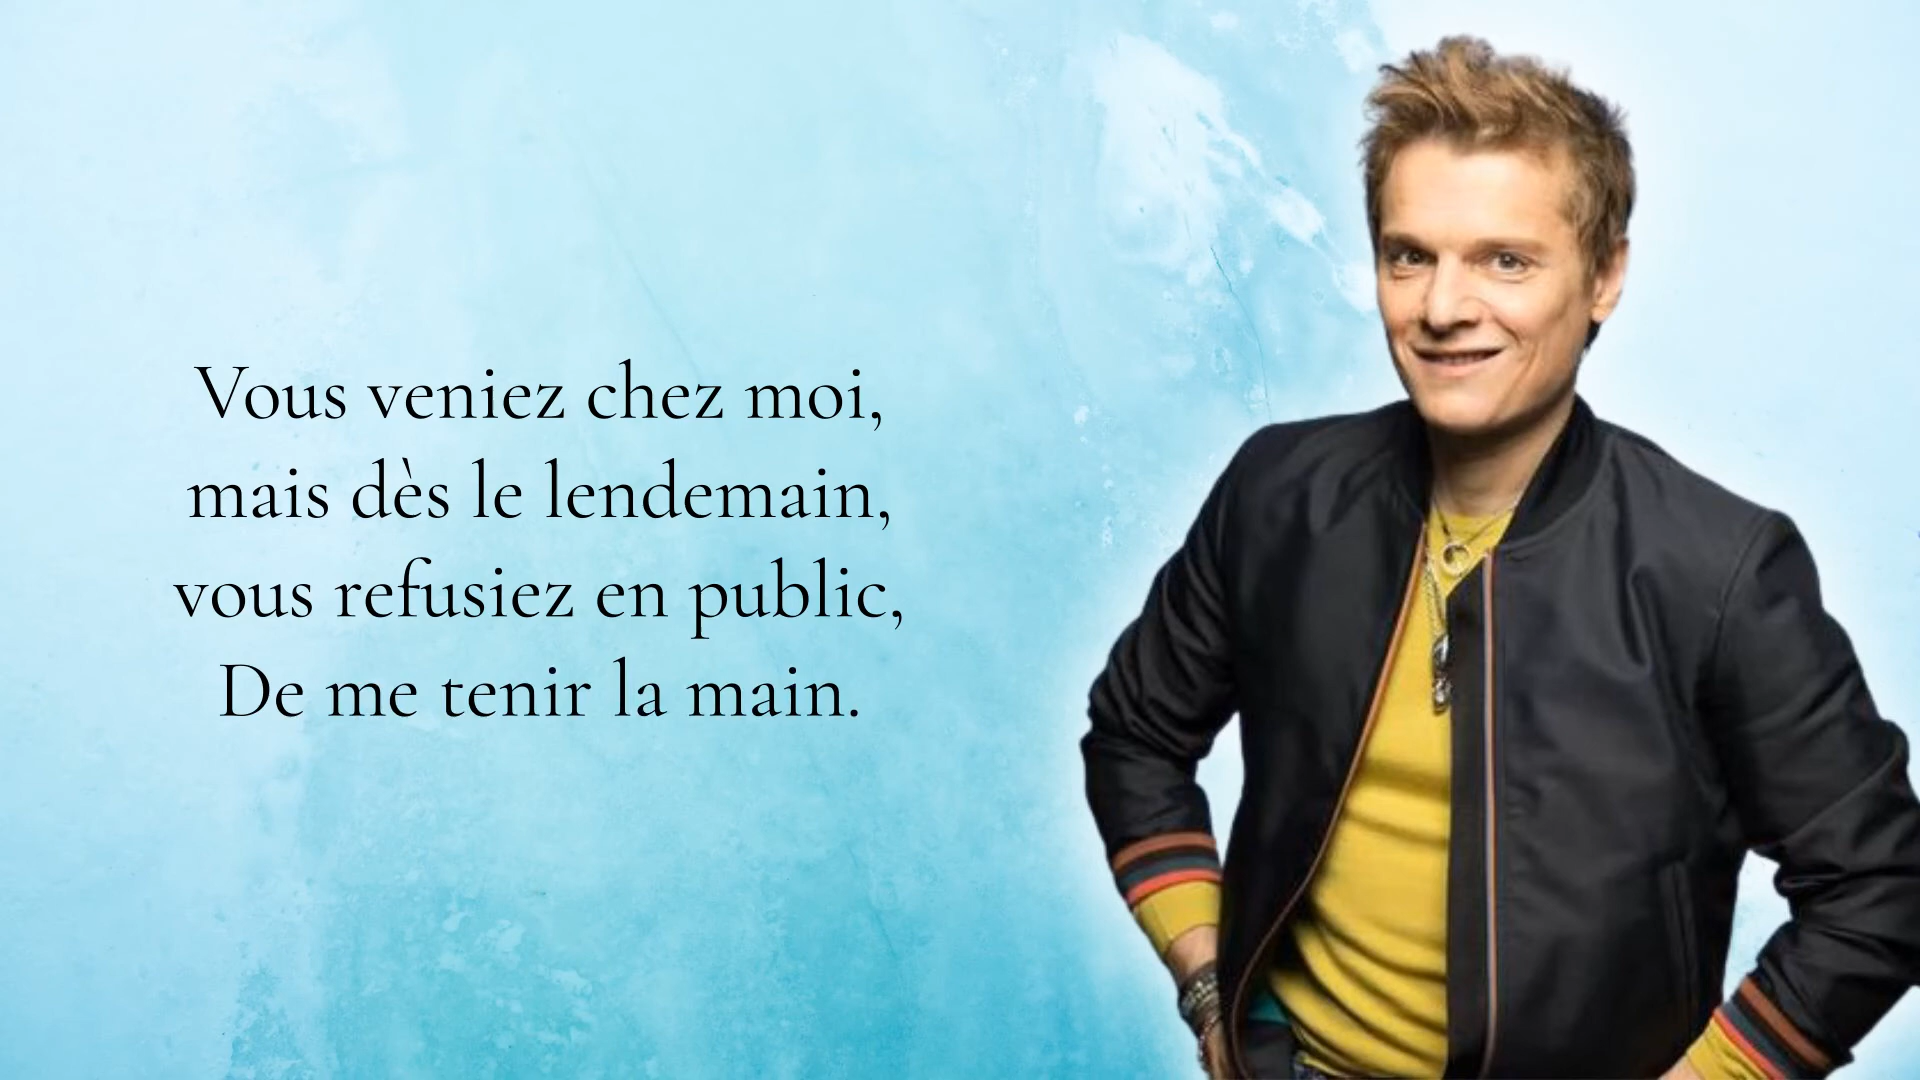 Vous veniez chez moi,
mais dès le lendemain,
vous refusiez en public,
De me tenir la main.